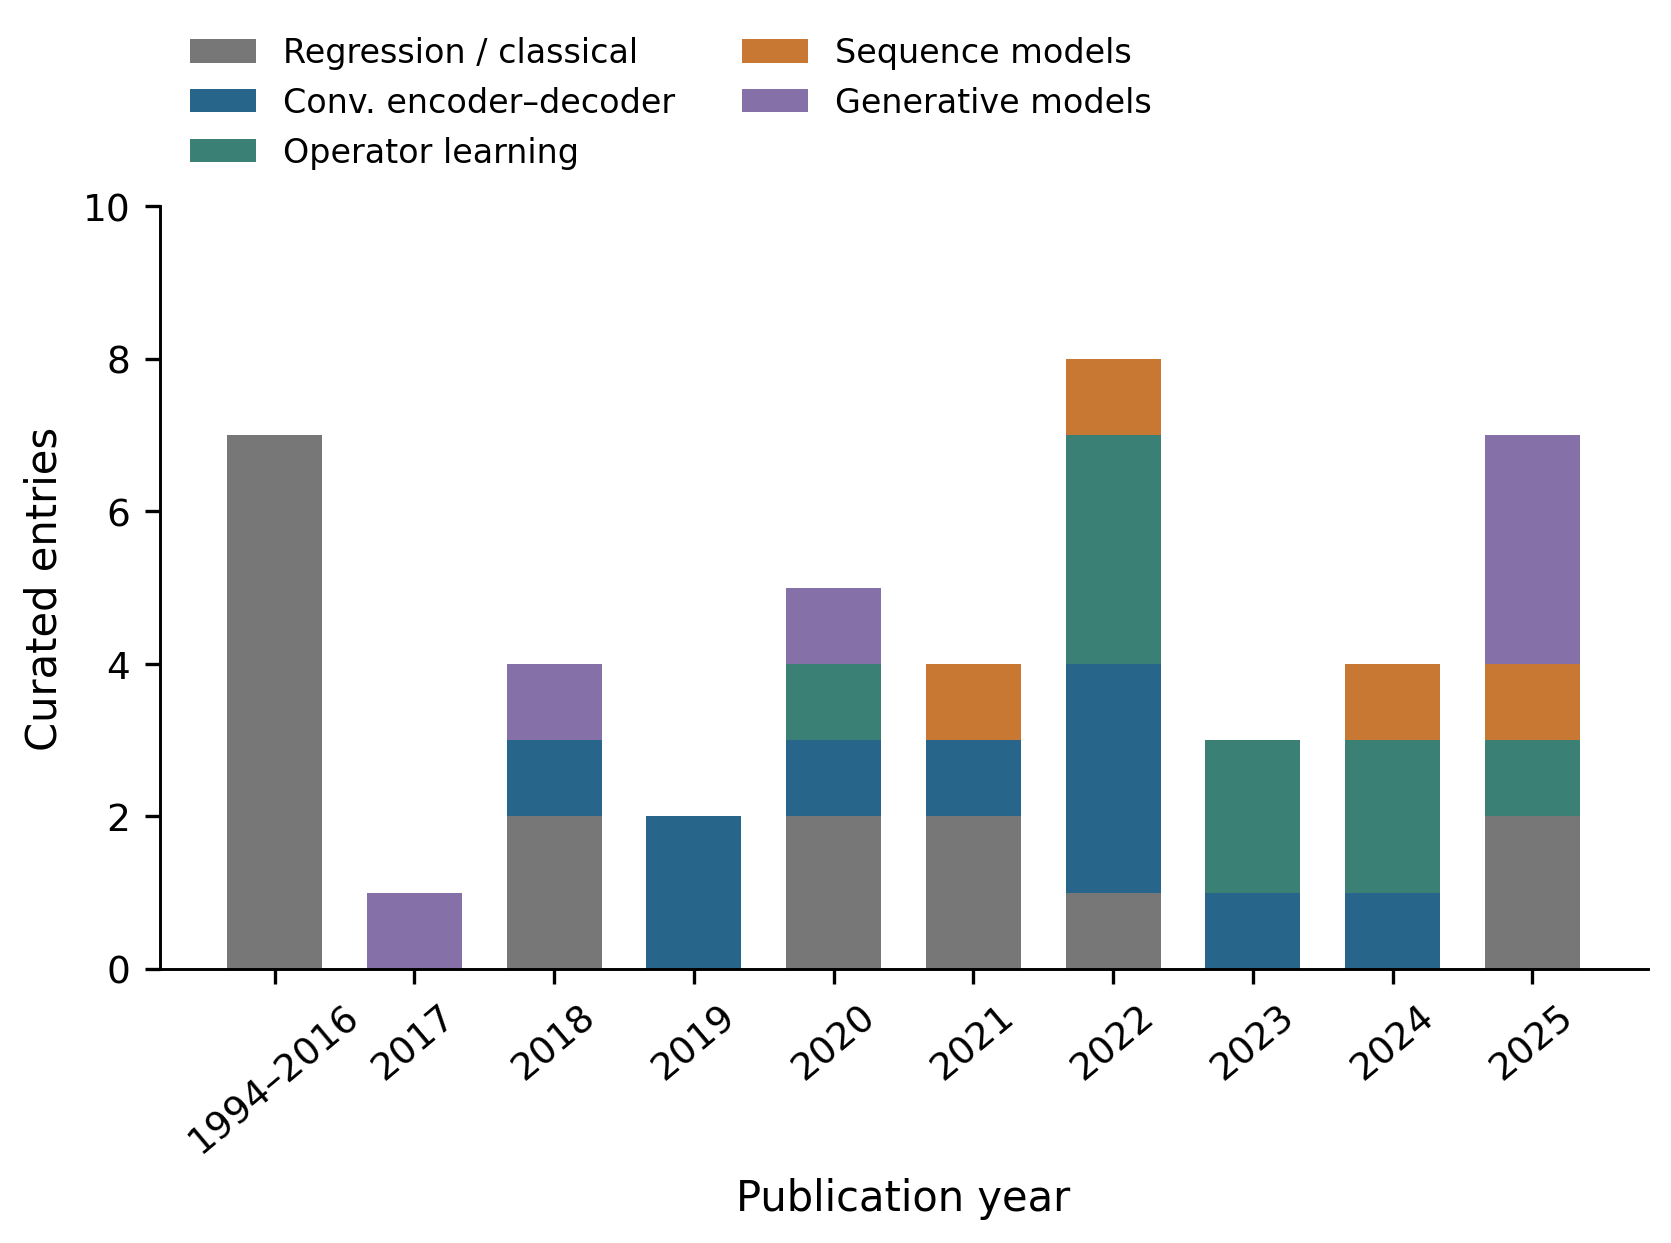 Regression / classical
Conv. encoder–decoder
Operator learning
Sequence models
Generative models
10
8
6
4
2
0
Curated entries
1994–2016
2017
2018
2019
2020
2021
2022
2023
2024
2025
Publication year